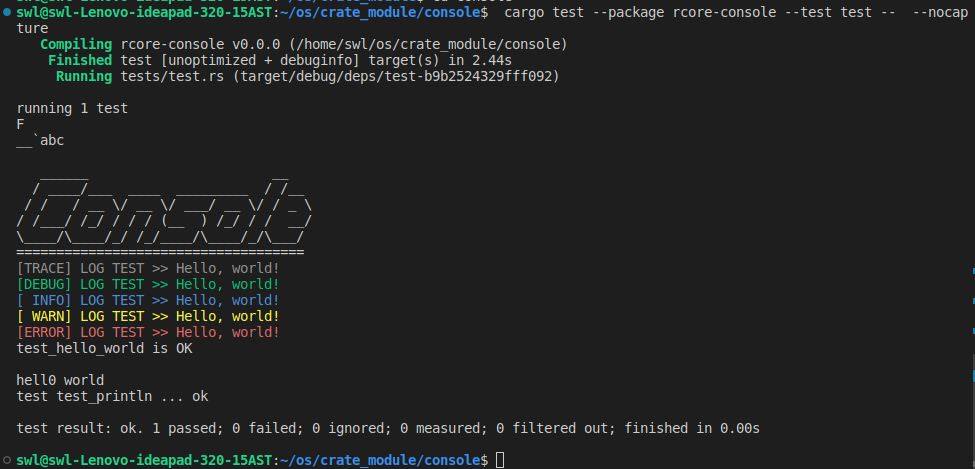 swl@swl-Lenovo-ideapad-320-15AST:~/os/crate_module/console$ cargo test --package rcore-console --test test -- --nocap
ture
   Compiling rcore-console v0.0.0 (/home/swl/os/crate_module/console)
    Finished test [unoptimized + debuginfo] target(s) in 2.44s
     Running tests/test.rs (target/debug/deps/test-b9b2524329fff092)

running 1 test
F
__`abc

   ______                       __
  / ____/___  ____  _________  / /__
 / /   / __ \/ __ \/ ___/ __ \/ / _ \
/ /___/ /_/ / / / (__  ) /_/ / /  __/
\____/\____/_/ /_/____/\____/_/\___/
====================================
[TRACE] LOG TEST >> Hello, world!
[DEBUG] LOG TEST >> Hello, world!
[ INFO] LOG TEST >> Hello, world!
[ WARN] LOG TEST >> Hello, world!
[ERROR] LOG TEST >> Hello, world!
test_hello_world is OK

hell0 world
test test_println ... ok

test result: ok. 1 passed; 0 failed; 0 ignored; 0 measured; 0 filtered out; finished in 0.00s

swl@swl-Lenovo-ideapad-320-15AST:~/os/crate_module/console$